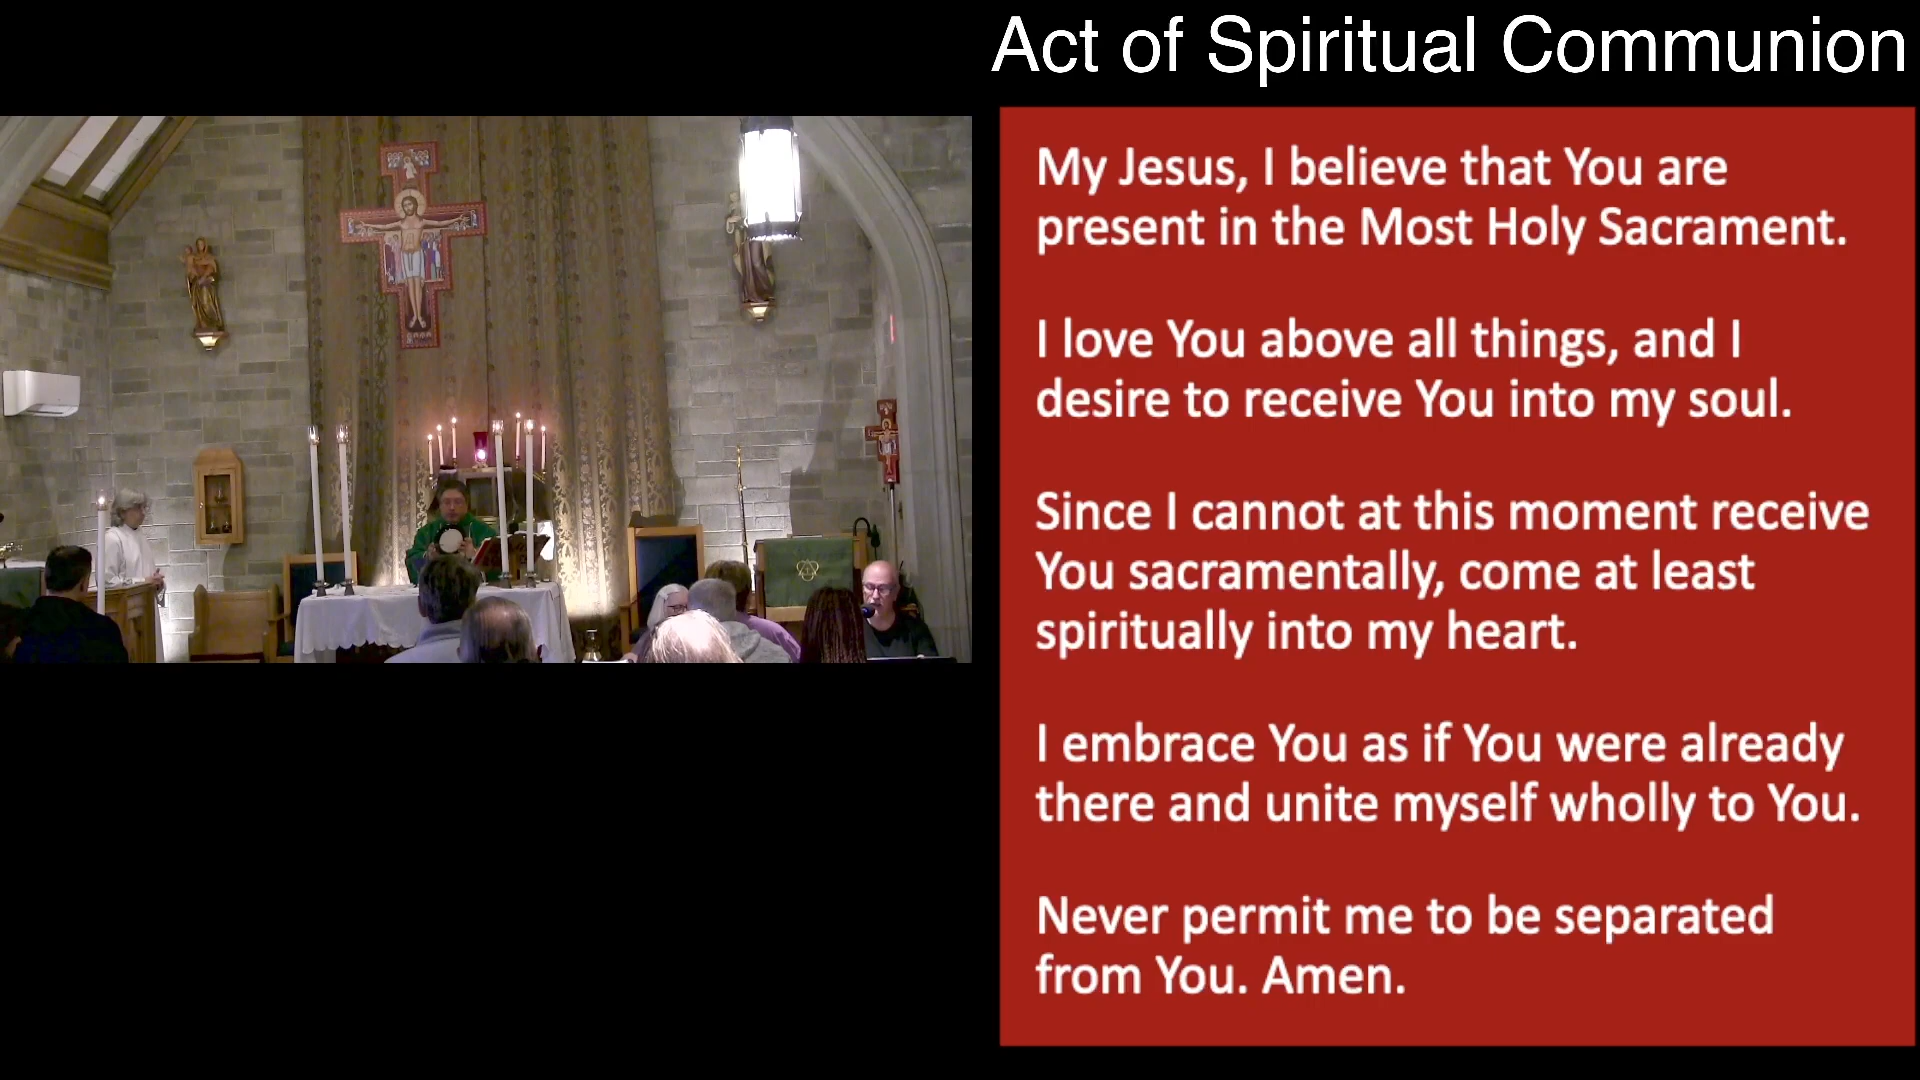 Act of Spiritual Communion
My Jesus, I believe that You are
present in the Most Holy Sacrament.
I love You above all things, and I
desire to receive You into my soul.
Since I cannot at this moment receive
You sacramentally, come at least
spiritually into my heart.
I embrace You as if You were already
there and unite myself wholly to You.
Never permit me to be separated
from You. Amen.